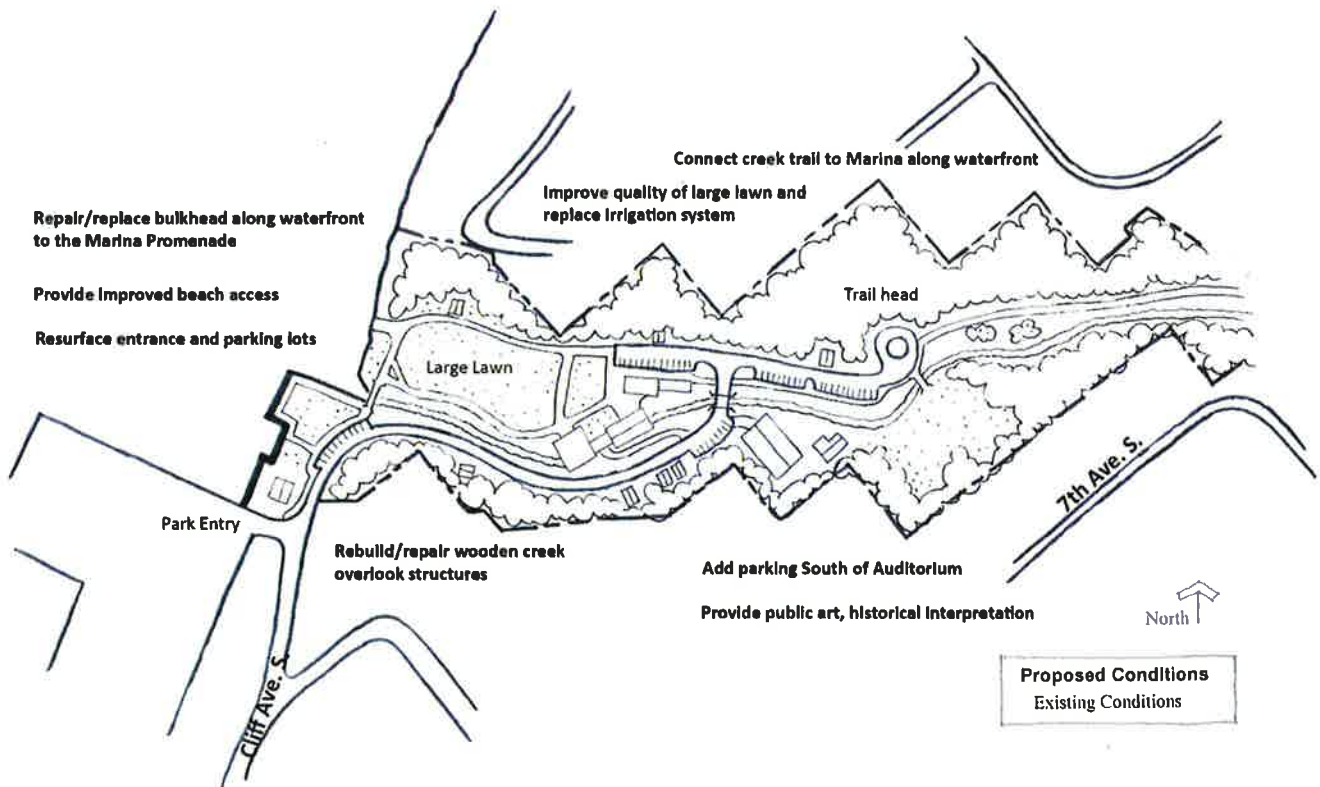 Connect creek trail to Marina along waterfront
Improve quality of large lawn and
replace irrigation system
Repair/replace bulkhead along waterfront
to the Marina Promenade
Provide improved beach access
Resurface entrance and parking lots
Trail head
Large Lawn
Park Entry
7th Ave. S.
Rebuild/repair wooden creek
overlook structures
Add parking South of Auditorium
Provide public art, historical interpretation
North
Cliff Ave. S.
Proposed Conditions
Existing Conditions